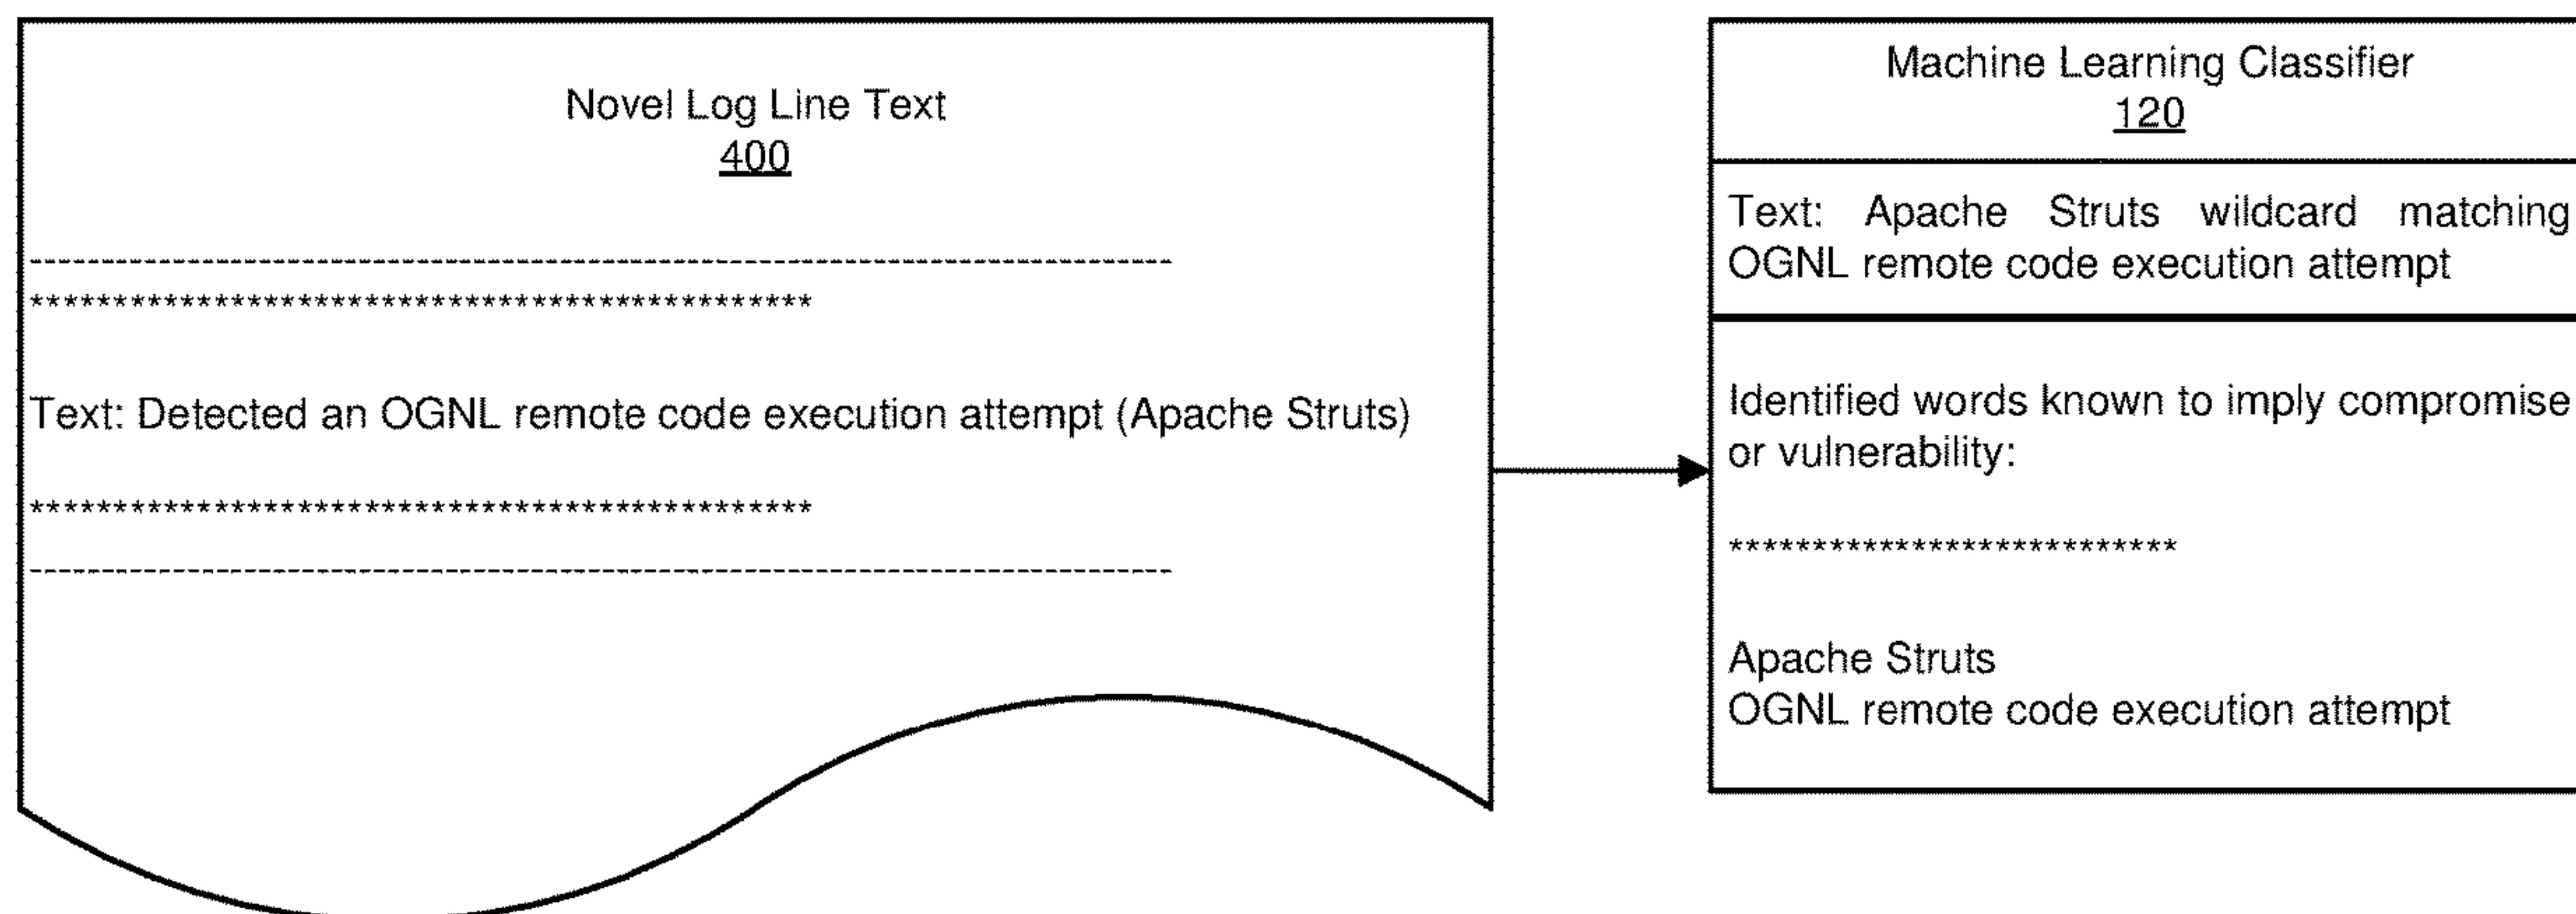 Novel Log Line Text
400
--------------------------------------------------------------------------------
***********************************************
Text: Detected an OGNL remote code execution attempt (Apache Struts)
***********************************************
--------------------------------------------------------------------------------
Machine Learning Classifier
120
Text: Apache Struts wildcard matching
OGNL remote code execution attempt
Identified words known to imply compromise
or vulnerability:
***************************
Apache Struts
OGNL remote code execution attempt